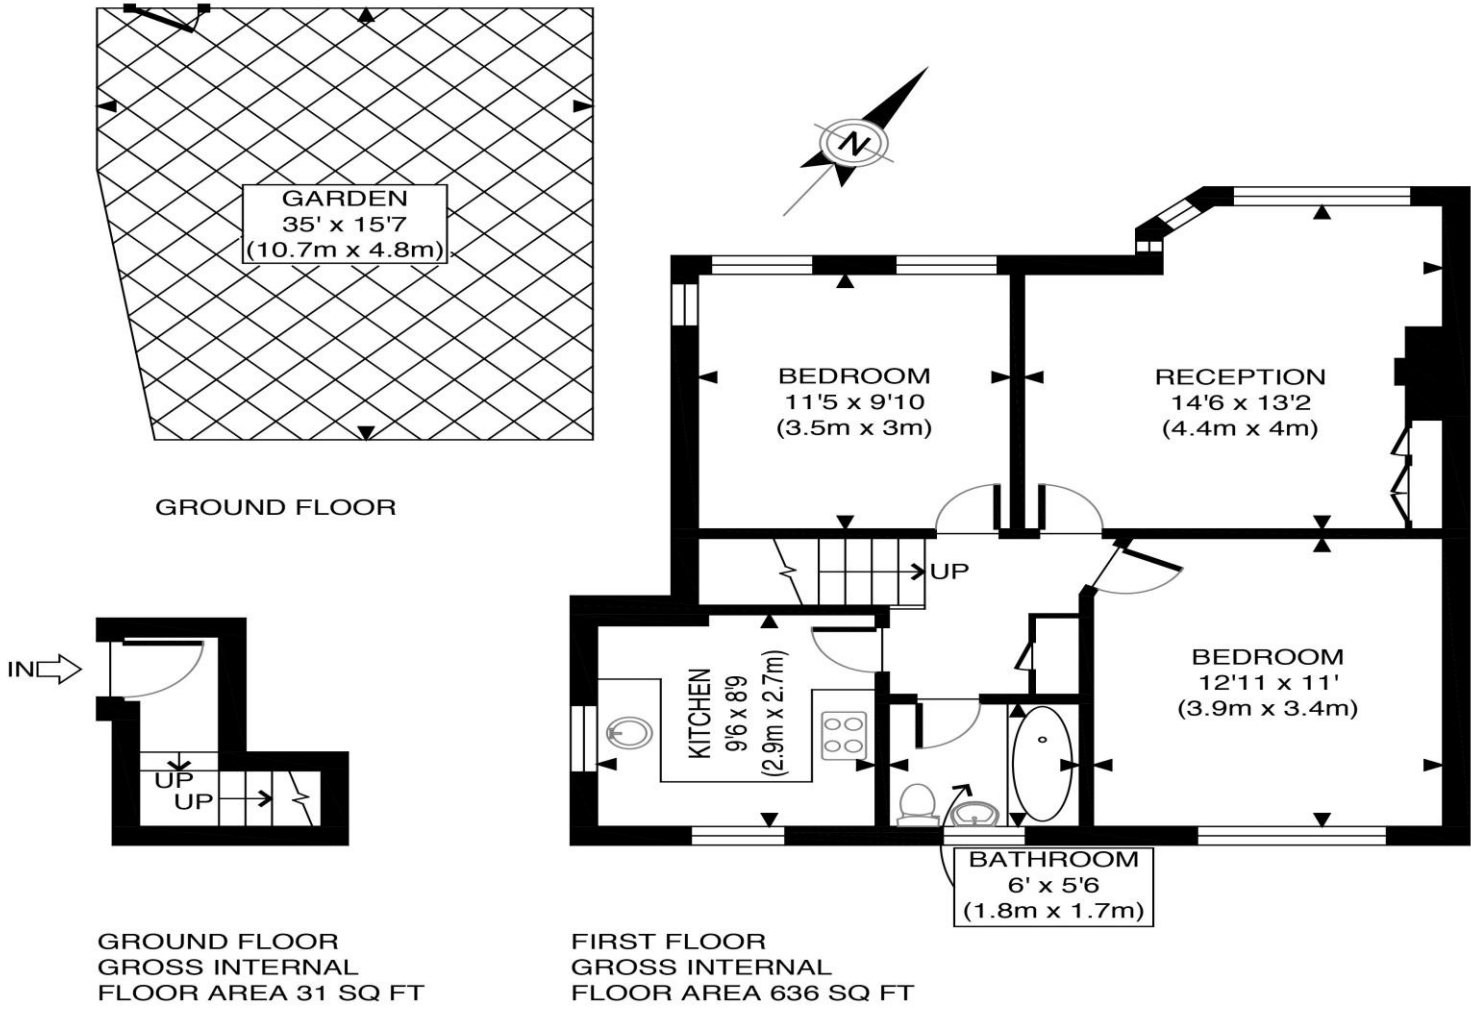 GARDEN
35' x 15'7
(10.7m x 4.8m)
N
GROUND FLOOR
BEDROOM
11'5 x 9'10
(3.5m x 3m)
RECEPTION
14'6 x 13'2
(4.4m x 4m)
UP
IN
UP
UP
KITCHEN
9'6 x 8'9
(2.9m x 2.7m)
BEDROOM
12'11 x 11'
(3.9m x 3.4m)
BATHROOM
6' x 5'6
(1.8m x 1.7m)
GROUND FLOOR
GROSS INTERNAL
FLOOR AREA 31 SQ FT
FIRST FLOOR
GROSS INTERNAL
FLOOR AREA 636 SQ FT